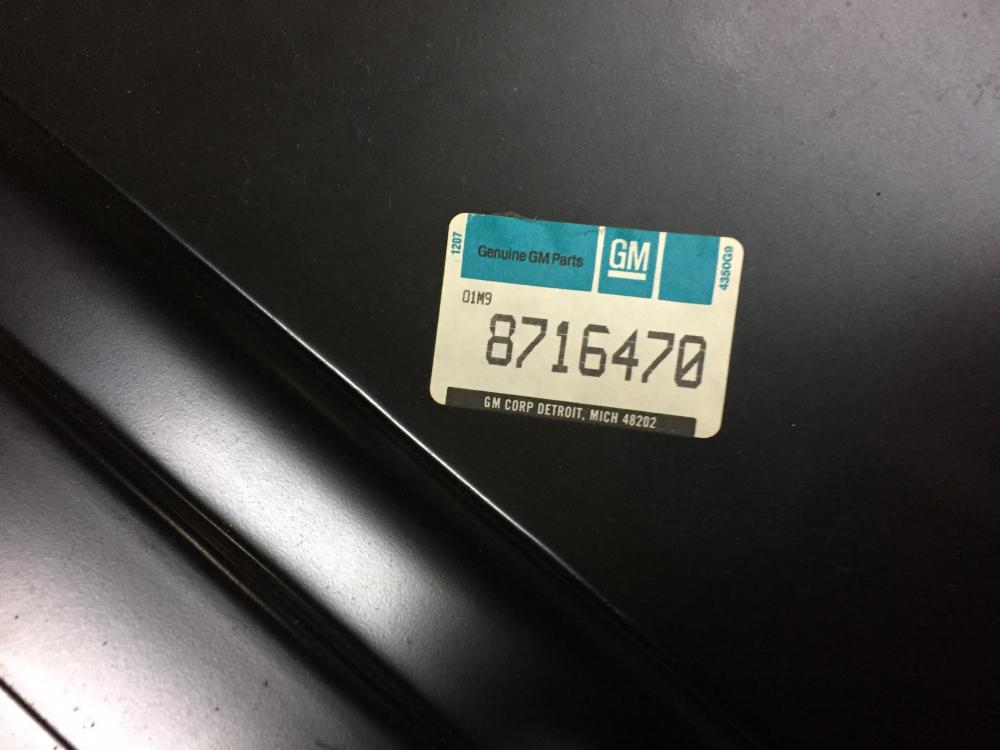 1207
Genuine GM Parts
GM
4350G9
01M9
8716470
GM CORP DETROIT, MICH 48202